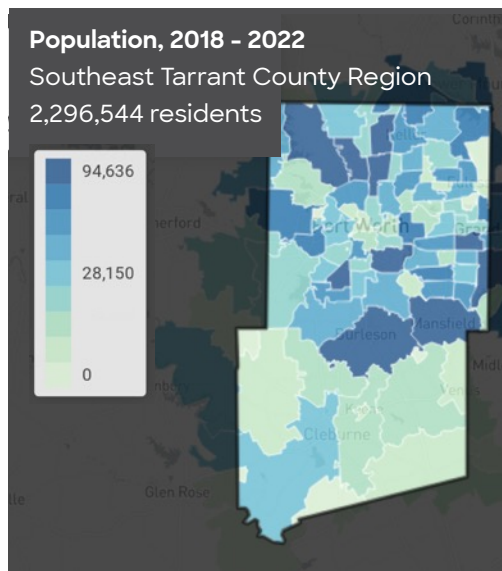 Population, 2018 - 2022
Southeast Tarrant County Region
2,296,544 residents
94,636
28,150
0
Fort Worth
Burleson
Mansfield
Cleburne
Glen Rose